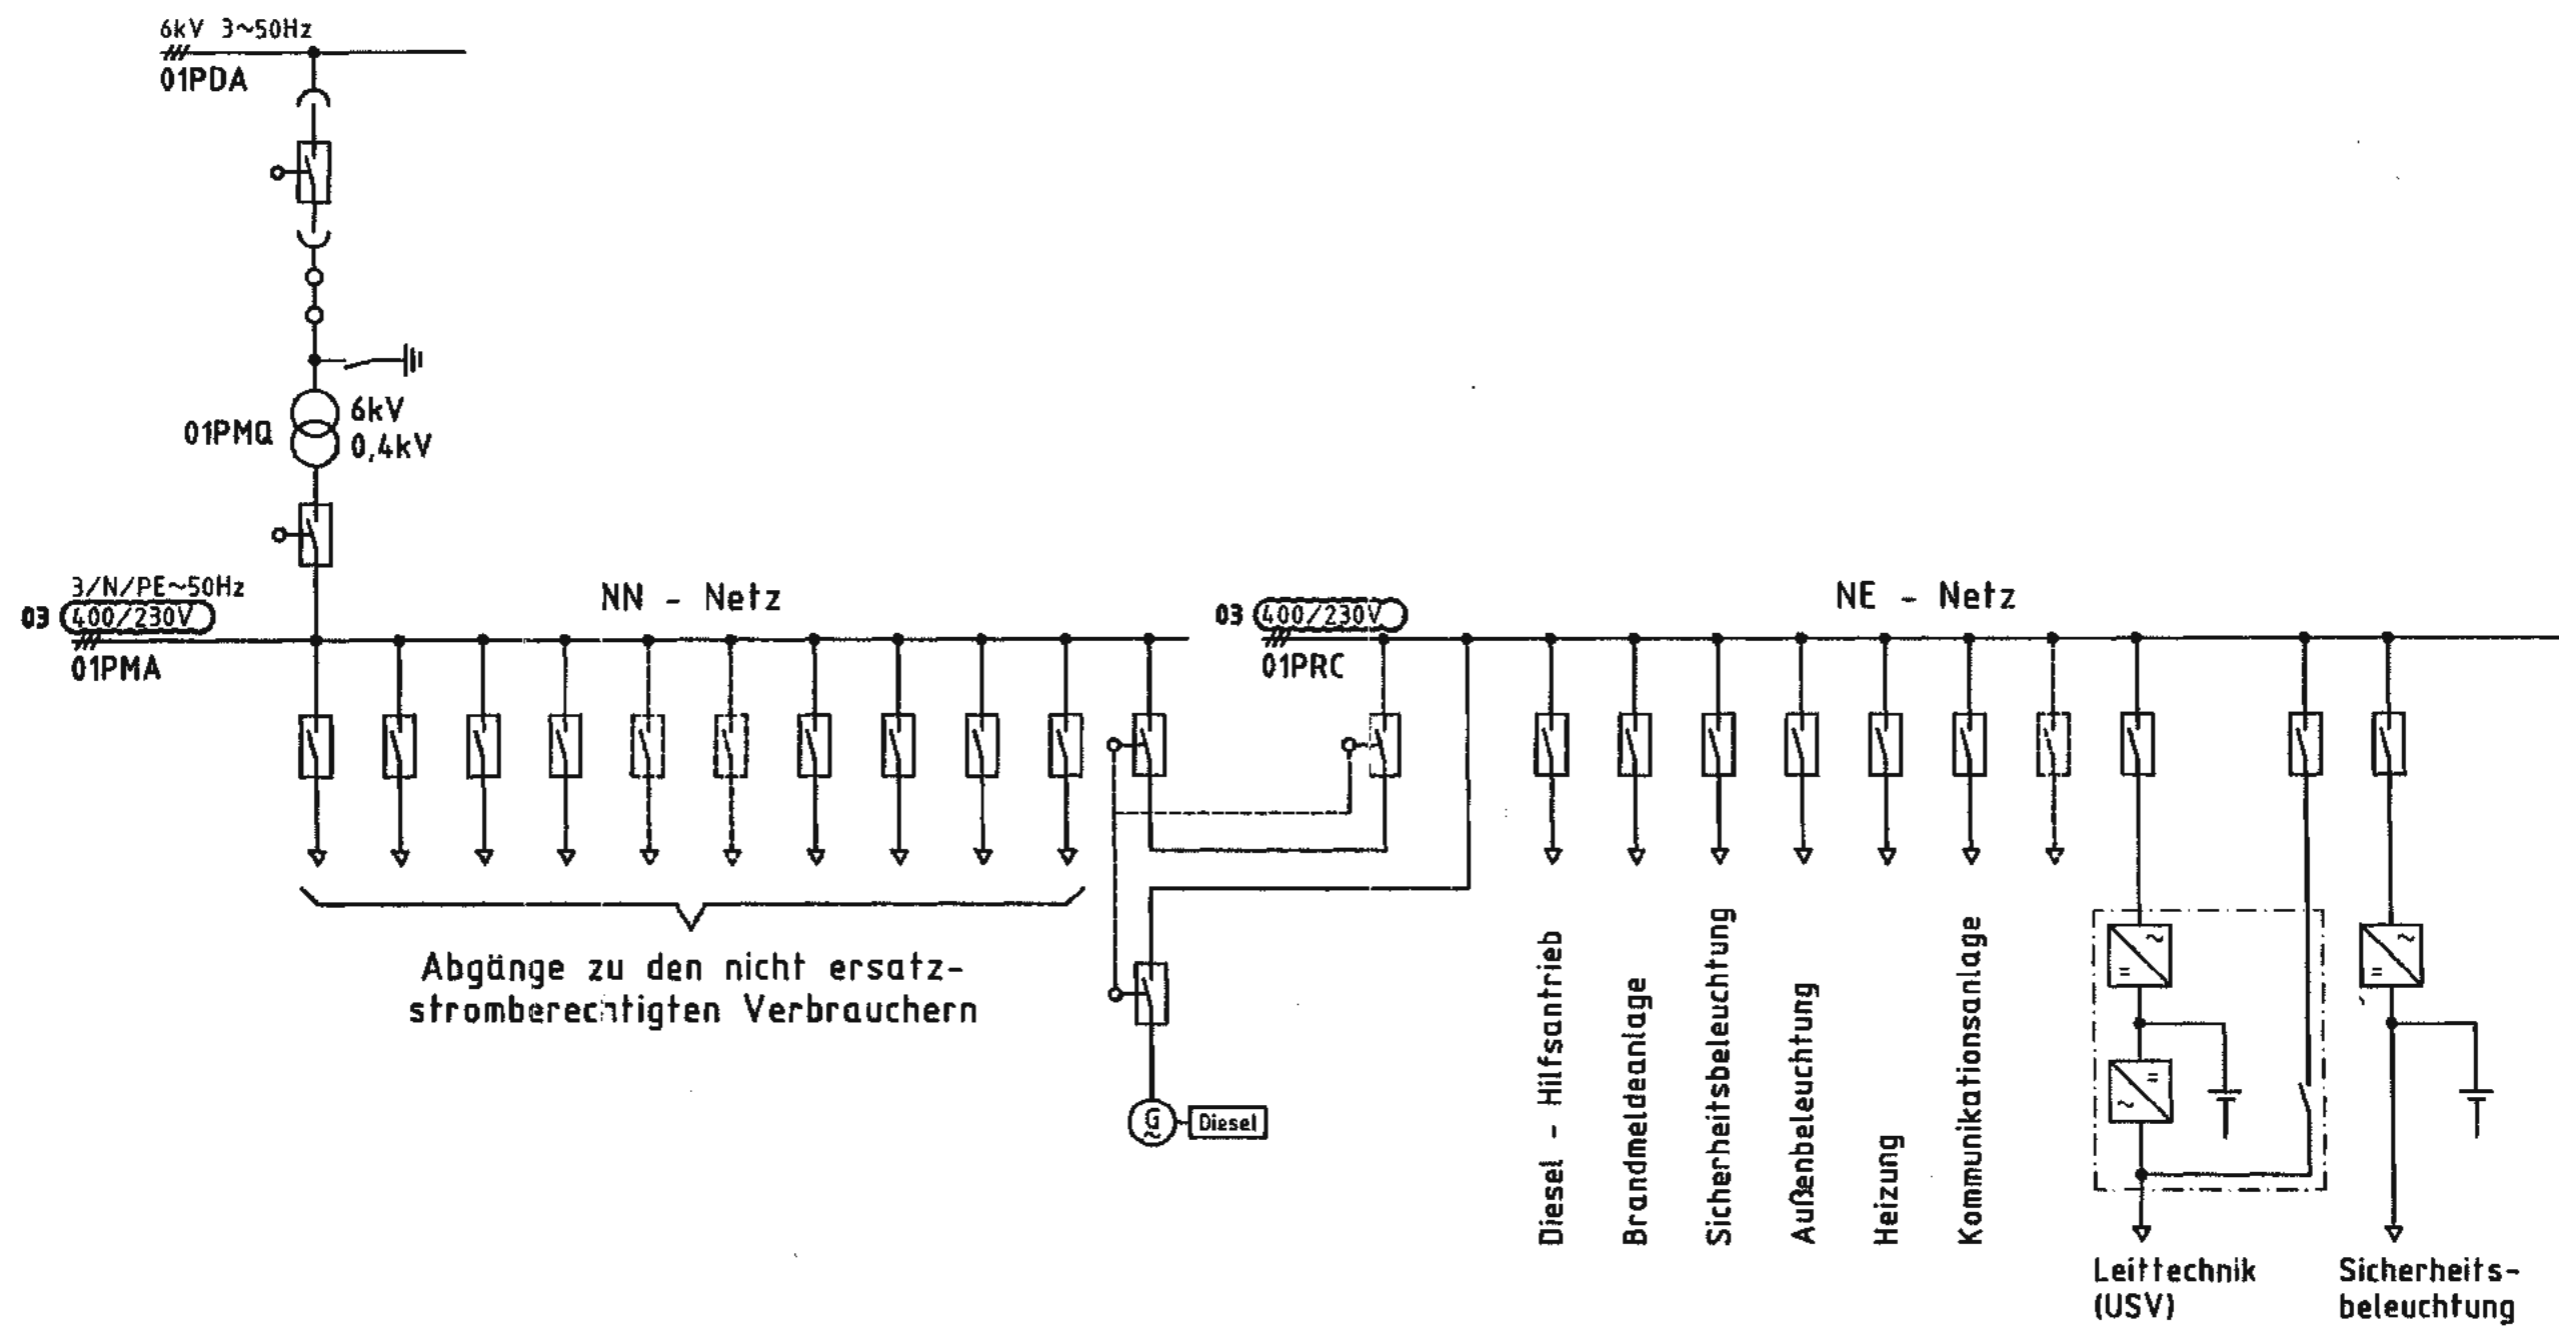 6kV 3~50Hz
01PDA
01PMQ
6kV
0,4kV
3/N/PE~50Hz
03 400/230V
01PMA
NN - Netz
03 400/230V
01PRC
NE - Netz
Abgänge zu den nicht ersatz-
stromberechtigten Verbrauchern
G
~
Diesel
Diesel - Hilfsantrieb
Brandmeldeanlage
Sicherheitsbeleuchtung
Außenbeleuchtung
Heizung
Kommunikationsanlage
~
=
=
~
~
=
Leittechnik
(USV)
Sicherheits-
beleuchtung